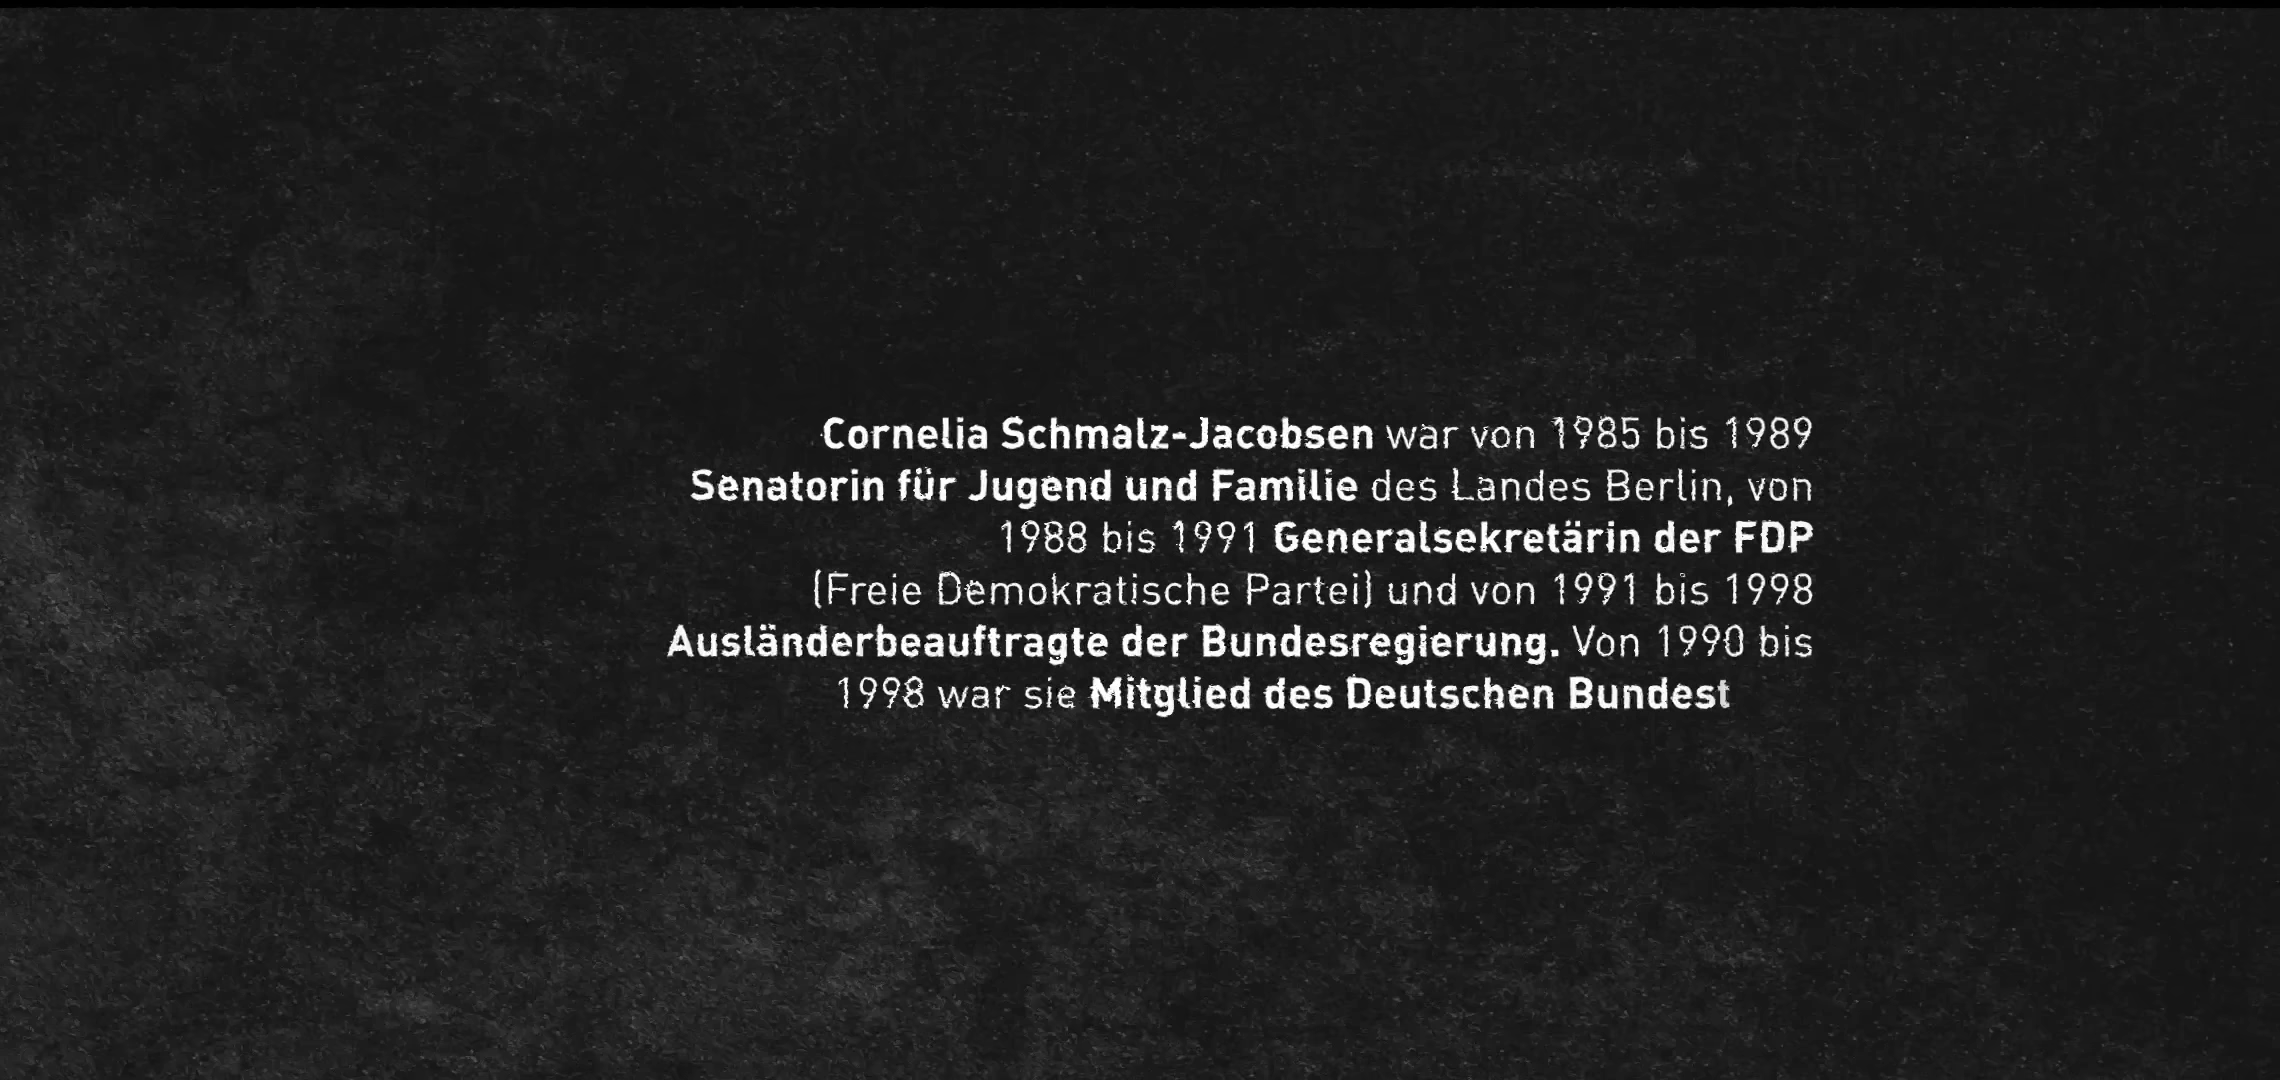 Cornelia Schmalz-Jacobsen war von 1985 bis 1989
Senatorin für Jugend und Familie des Landes Berlin, von
1988 bis 1991 Generalsekretärin der FDP
(Freie Demokratische Partei) und von 1991 bis 1998
Ausländerbeauftragte der Bundesregierung. Von 1990 bis
1998 war sie Mitglied des Deutschen Bundest